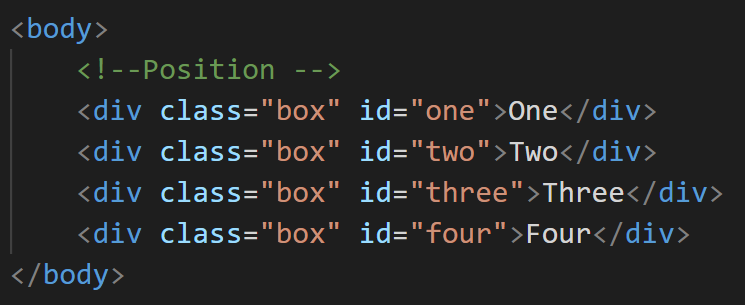 <body>
<!--Position -->
<div class="box" id="one">One</div>
<div class="box" id="two">Two</div>
<div class="box" id="three">Three</div>
<div class="box" id="four">Four</div>
</body>